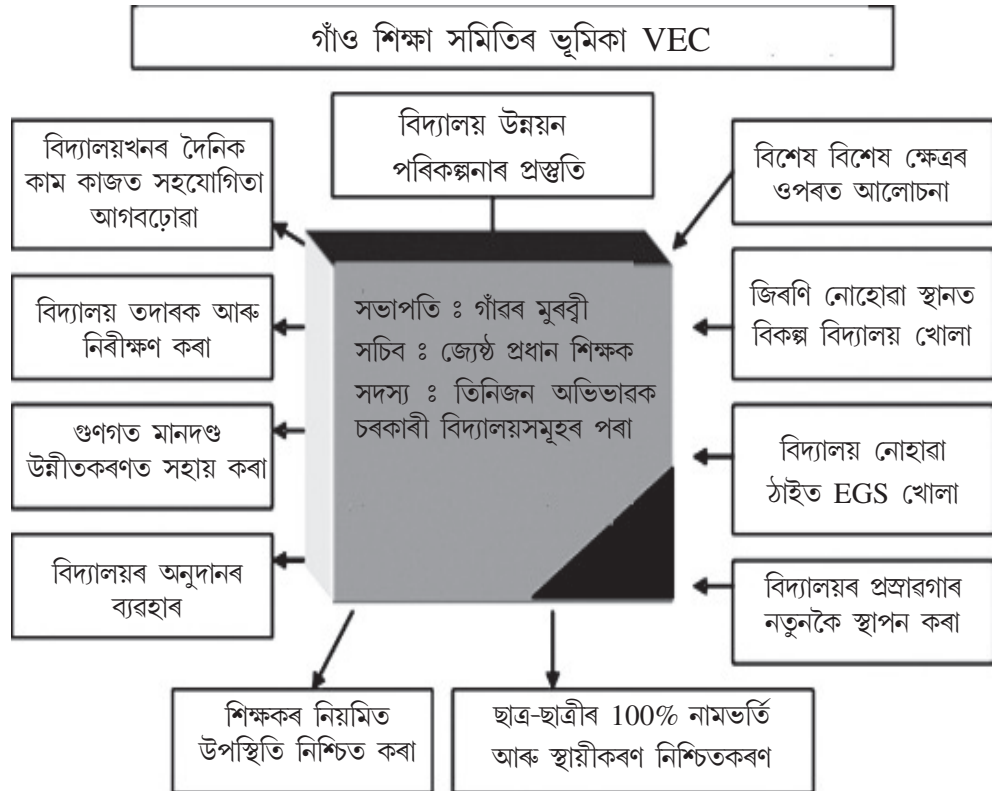 গাঁও শিক্ষা সমিতিৰ ভূমিকা VEC
বিদ্যালয় উন্নয়ন
পৰিকল্পনাৰ প্ৰস্তুতি
বিদ্যালয়খনৰ দৈনিক
কাম কাজত সহযোগিতা
আগবঢ়োৱা
বিশেষ বিশেষ ক্ষেত্ৰৰ
ওপৰত আলোচনা
বিদ্যালয় তদাৰক আৰু
নিৰীক্ষণ কৰা
জিৰণি নোহোৱা স্থানত
বিকল্প বিদ্যালয় খোলা
সভাপতি ঃ গাঁৱৰ মুৰব্বী
সচিব ঃ জ্যেষ্ঠ প্ৰধান শিক্ষক
সদস্য ঃ তিনিজন অভিভাৱক
চৰকাৰী বিদ্যালয়সমূহৰ পৰা
গুণগত মানদণ্ড
উন্নীতকৰণত সহায় কৰা
বিদ্যালয় নোহাৱা
ঠাইত EGS খোলা
বিদ্যালয়ৰ অনুদানৰ
ব্যৱহাৰ
বিদ্যালয়ৰ প্ৰস্ৰাৱগাৰ
নতুনকৈ স্থাপন কৰা
শিক্ষকৰ নিয়মিত
উপস্থিতি নিশ্চিত কৰা
ছাত্ৰ-ছাত্ৰীৰ 100% নামভৰ্তি
আৰু স্থায়ীকৰণ নিশ্চিতকৰণ